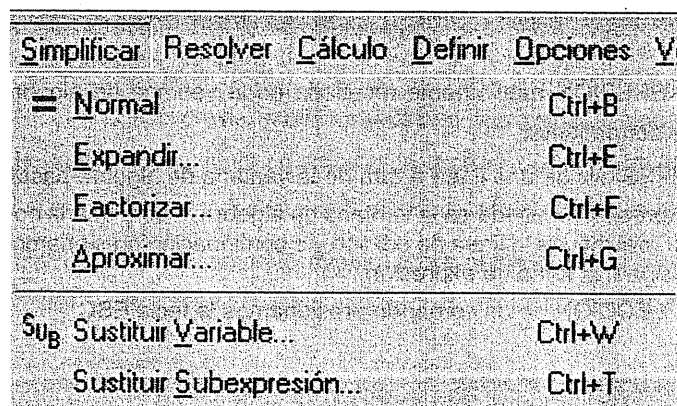 Simplificar Resolver Cálculo Definir Opciones V
= Normal Ctrl+B
Expandir... Ctrl+E
Factorizar... Ctrl+F
Aproximar... Ctrl+G
SUB Sustituir Variable... Ctrl+W
Sustituir Subexpresión... Ctrl+T